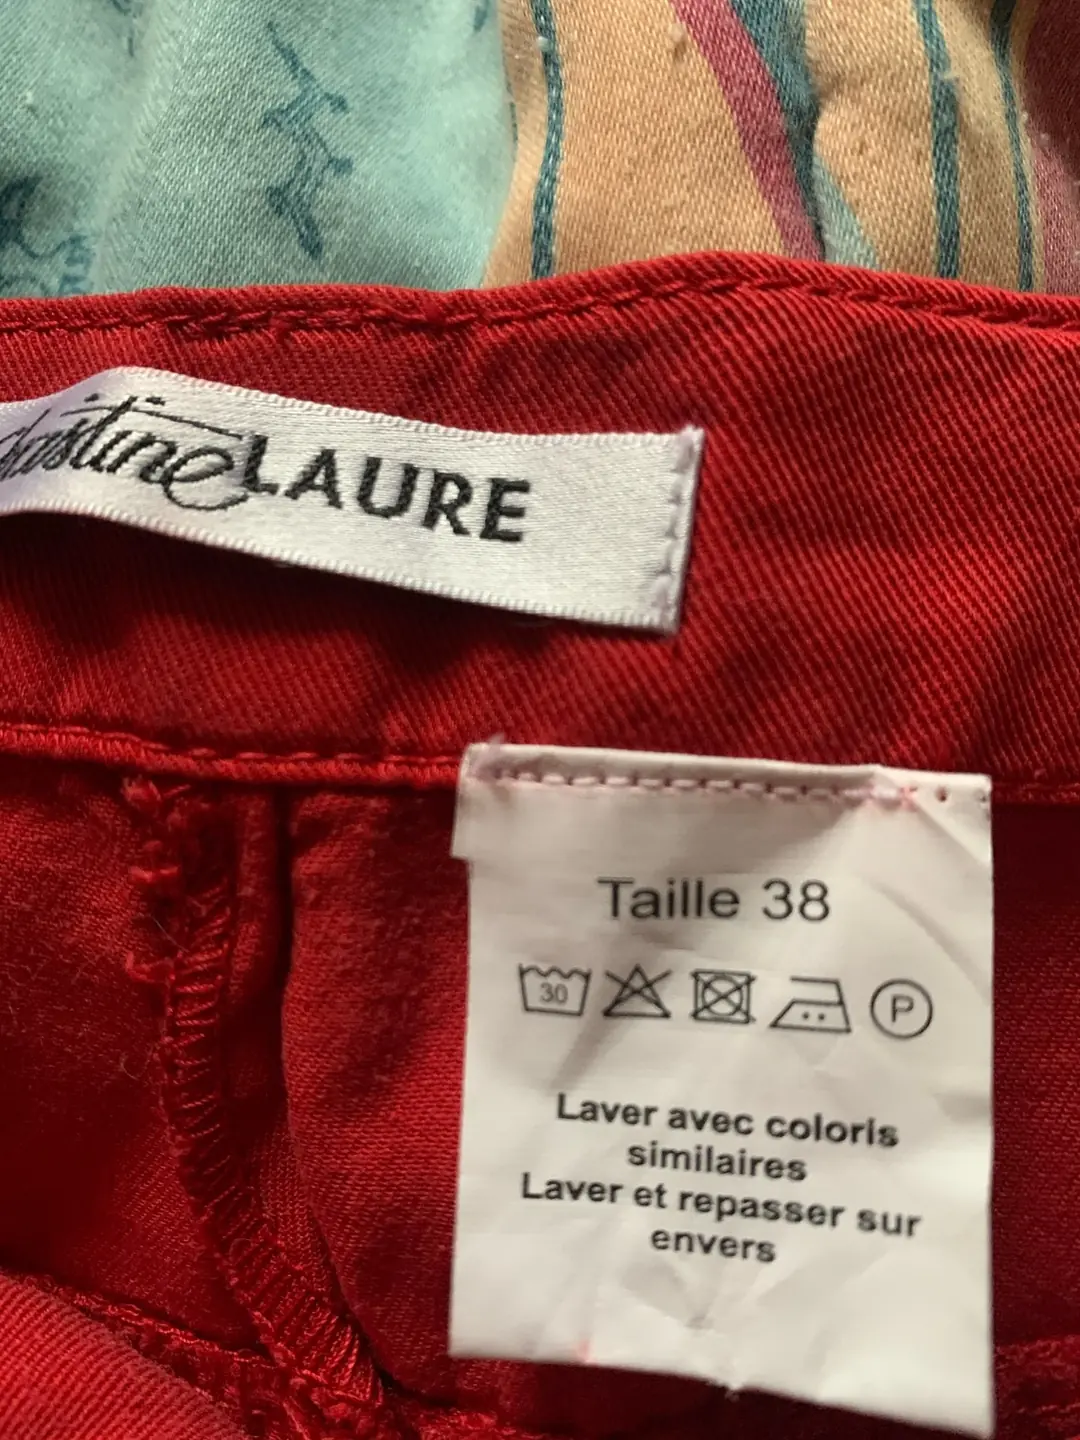 LAURE
Taille 38
30 P
Laver avec coloris
similaires
Laver et repasser sur
envers